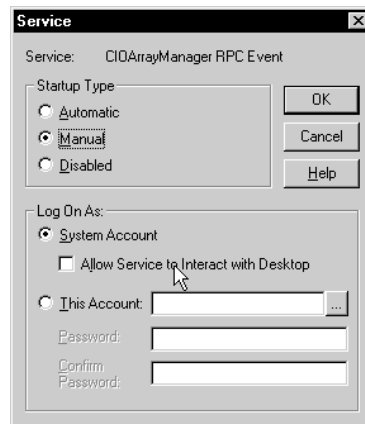 Service
Service: CIOArrayManager RPC Event
Startup Type
Automatic
Manual
Disabled
OK
Cancel
Help
Log On As:
System Account
Allow Service to Interact with Desktop
This Account:
...
Password:
Confirm
Password: